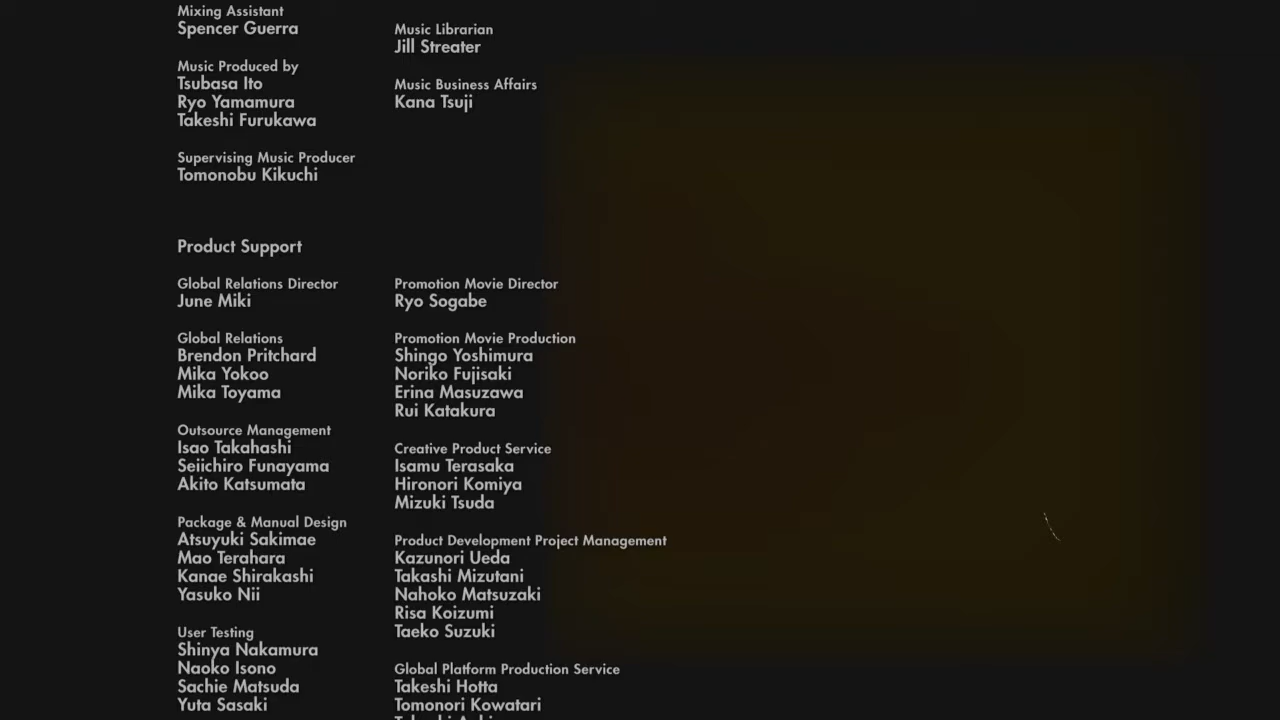 Mixing Assistant
Spencer Guerra
Music Produced by
Tsubasa Ito
Ryo Yamamura
Takeshi Furukawa
Supervising Music Producer
Tomonobu Kikuchi
Music Librarian
Jill Streater
Music Business Affairs
Kana Tsuji
Product Support
Global Relations Director
June Miki
Global Relations
Brendon Pritchard
Mika Yokoo
Mika Toyama
Outsource Management
Isao Takahashi
Seiichiro Funayama
Akito Katsumata
Package & Manual Design
Atsuyuki Sakimae
Mao Terahara
Kanae Shirakashi
Yasuko Nii
User Testing
Shinya Nakamura
Naoko Isono
Sachie Matsuda
Yuta Sasaki
Promotion Movie Director
Ryo Sogabe
Promotion Movie Production
Shingo Yoshimura
Noriko Fujisaki
Erina Masuzawa
Rui Katakura
Creative Product Service
Isamu Terasaka
Hironori Komiya
Mizuki Tsuda
Product Development Project Management
Kazunori Ueda
Takashi Mizutani
Nahoko Matsuzaki
Risa Koizumi
Taeko Suzuki
Global Platform Production Service
Takeshi Hotta
Tomonori Kowatari